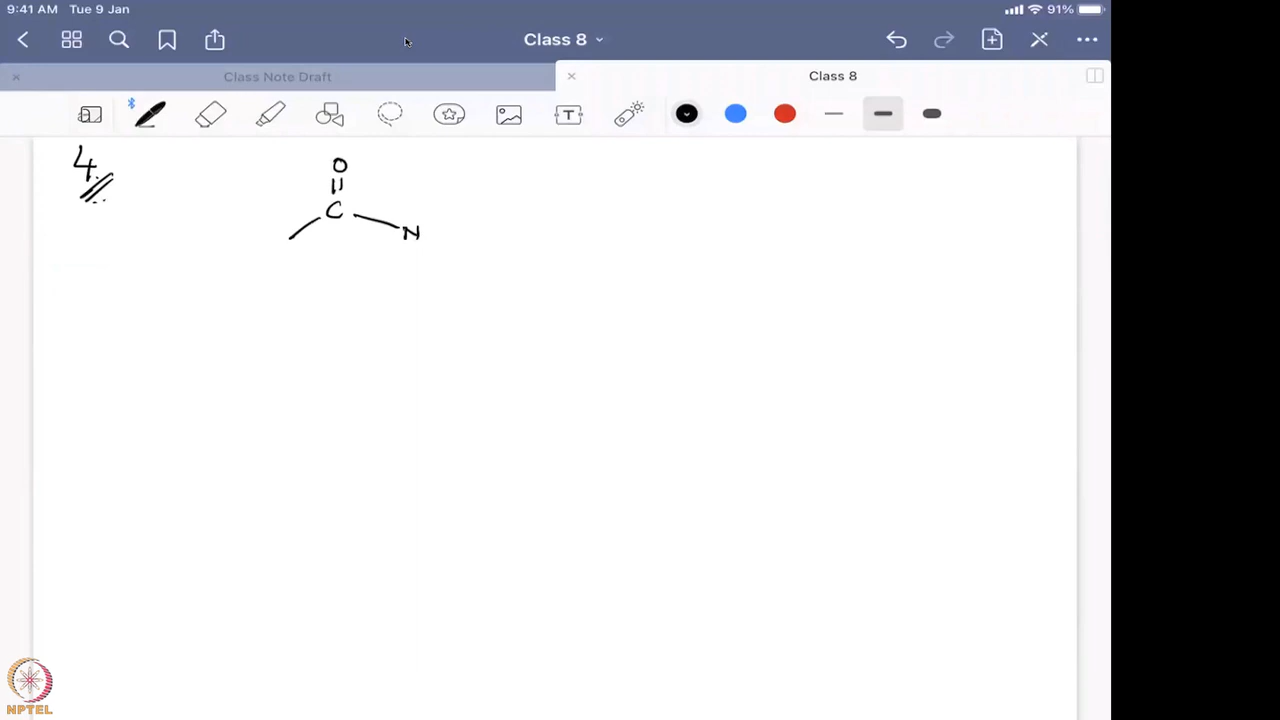 9:41 AM Tue 9 Jan
91%
Class 8
Class Note Draft
Class 8
T
4.
O
C
N
NPTEL